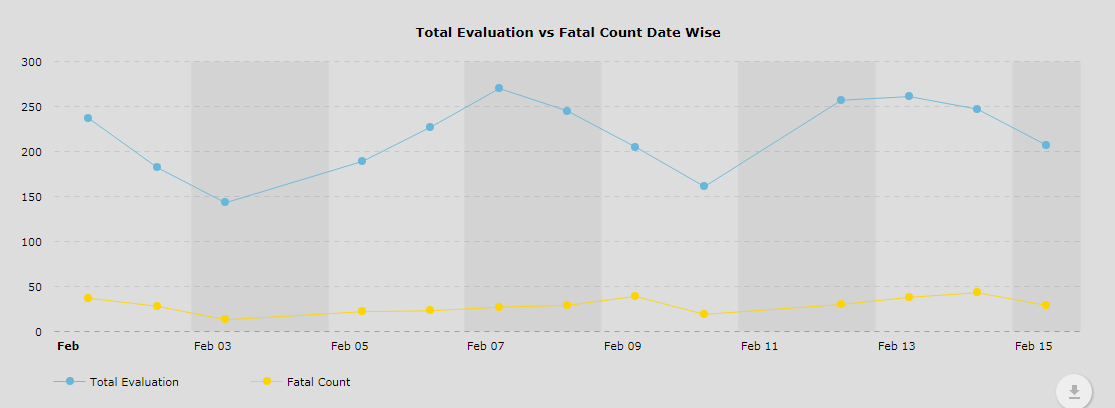 Total Evaluation vs Fatal Count Date Wise
300
250
200
150
100
50
0
Feb Feb 03 Feb 05 Feb 07 Feb 09 Feb 11 Feb 13 Feb 15
Total Evaluation Fatal Count